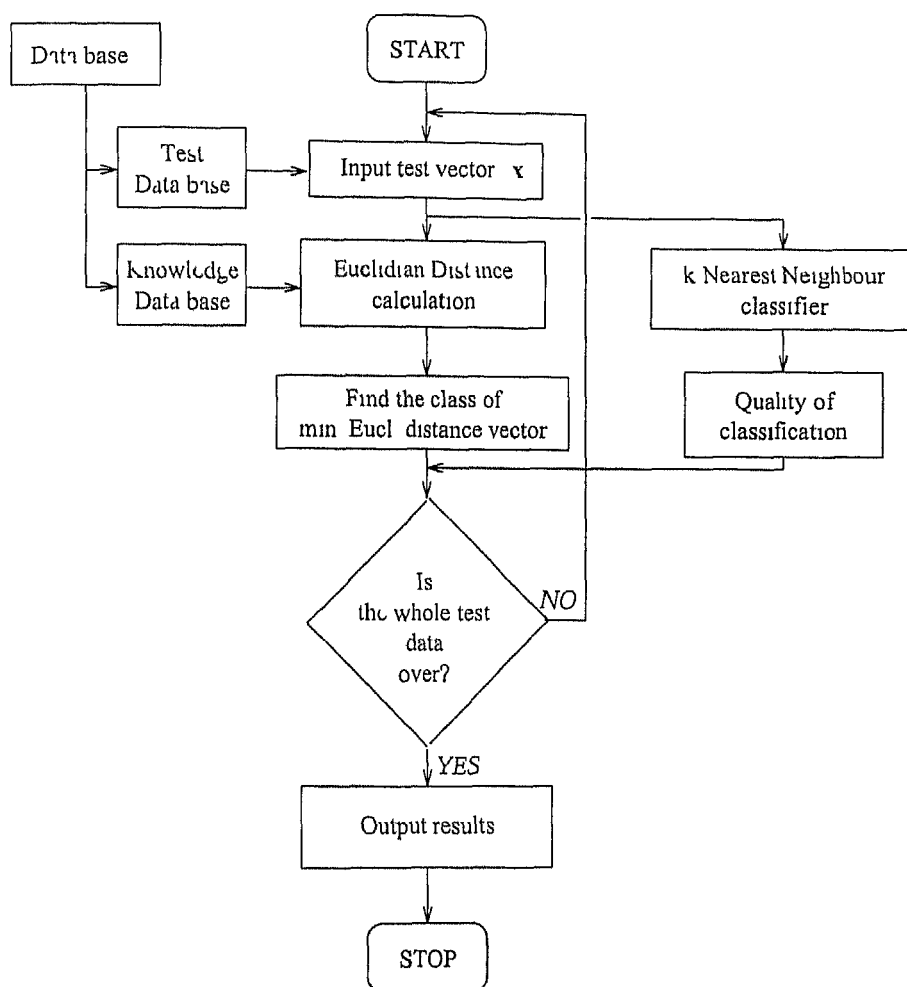 Data base
START
Test
Data base
Input test vector x
Knowledge
Data base
Euclidian Distance
calculation
k Nearest Neighbour
classifier
Find the class of
min Eucl distance vector
Quality of
classification
Is
the whole test
data
over?
NO
YES
Output results
STOP